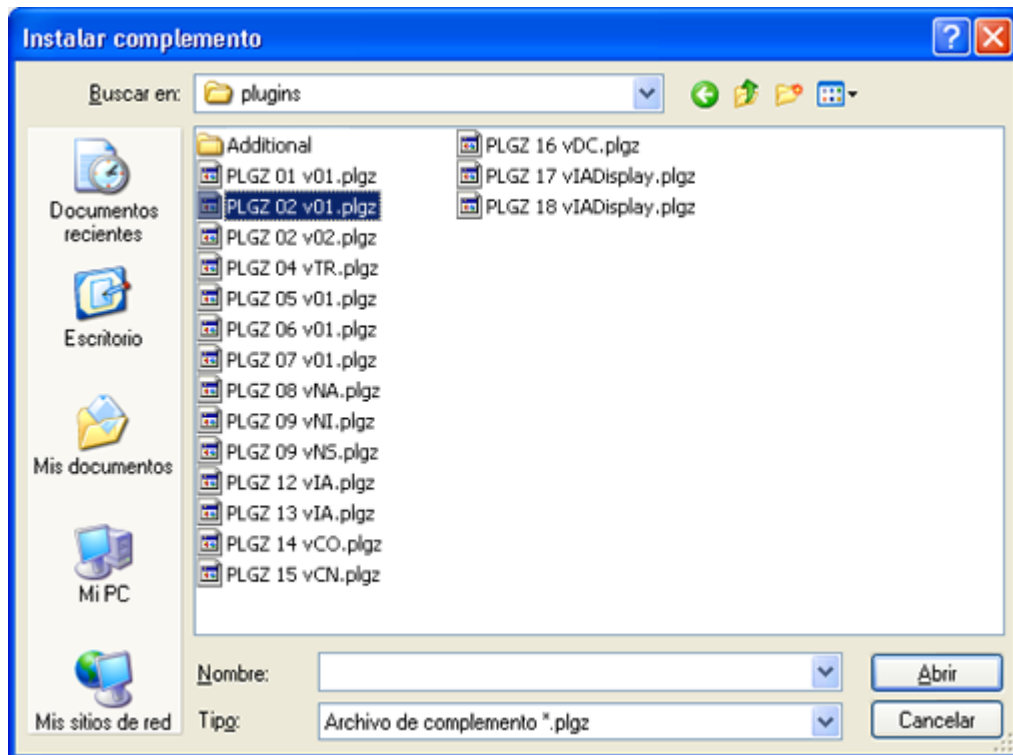 Instalar complemento
Buscar en: plugins
Documentos recientes
Escritorio
Mis documentos
Mi PC
Mis sitios de red
Additional
PLGZ 01 v01.plgz
PLGZ 02 v01.plgz
PLGZ 02 v02.plgz
PLGZ 04 vTR.plgz
PLGZ 05 v01.plgz
PLGZ 06 v01.plgz
PLGZ 07 v01.plgz
PLGZ 08 vNA.plgz
PLGZ 09 vNI.plgz
PLGZ 09 vNS.plgz
PLGZ 12 vIA.plgz
PLGZ 13 vIA.plgz
PLGZ 14 vCO.plgz
PLGZ 15 vCN.plgz
PLGZ 16 vDC.plgz
PLGZ 17 vIADisplay.plgz
PLGZ 18 vIADisplay.plgz
Nombre:
Abrir
Tipo: Archivo de complemento *.plgz
Cancelar